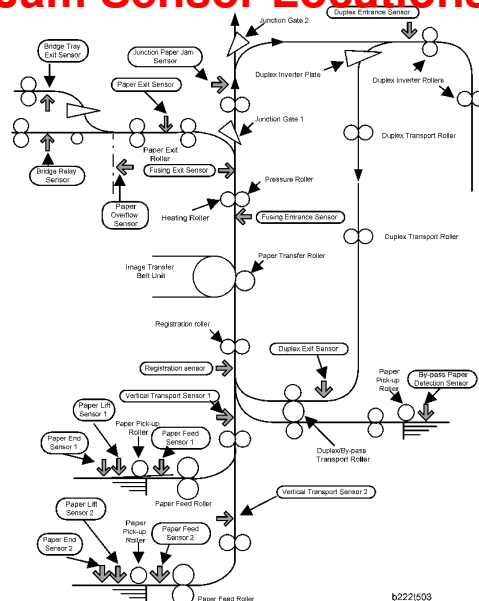 Jam Sensor Locations
Junction Gate 2
Duplex Entrance Sensor
Bridge Tray
Exit Sensor
Junction Paper Jam
Sensor
Duplex Inverter Plate
Duplex Inverter Rollers
Paper Exit Sensor
Junction Gate 1
Duplex Transport Roller
Paper Exit
Roller
Fusing Exit Sensor
Bridge Relay
Sensor
Pressure Roller
Paper
Overflow
Sensor
Heating Roller
Fusing Entrance Sensor
Duplex Transport Roller
Paper Transfer Roller
Image Transfer
Belt Unit
Registration roller
Duplex Exit Sensor
Registration sensor
Paper
Pick-up
Roller
By-pass Paper
Detection Sensor
Vertical Transport Sensor 1
Paper Lift
Sensor 1
Paper Pick-up
Roller
Paper Feed
Sensor 1
Paper End
Sensor 1
Duplex/By-pass
Transport Roller
Paper Feed Roller
Vertical Transport Sensor 2
Paper Lift
Sensor 2
Paper
Pick-up
Roller
Paper Feed
Sensor 2
Paper End
Sensor 2
Paper Feed Roller
b222t503